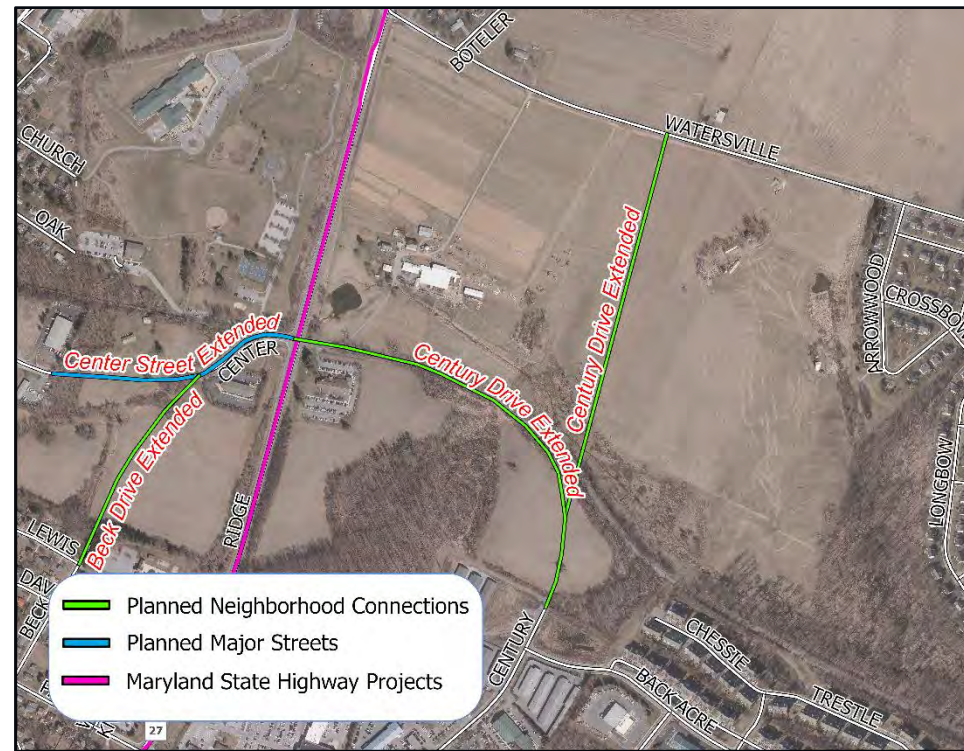 BOTELER
WATERSVILLE
CHURCH
OAK
ARROWWOOD
CROSSBOW
Century Drive Extended
Center Street Extended
CENTER
Century Drive Extended
Beck Drive Extended
RIDGE
LONGBOW
LEWIS
DAV
BECK
CENTURY
CHESSIE
TRESTLE
BACK ACRE
Planned Neighborhood Connections
Planned Major Streets
Maryland State Highway Projects
27